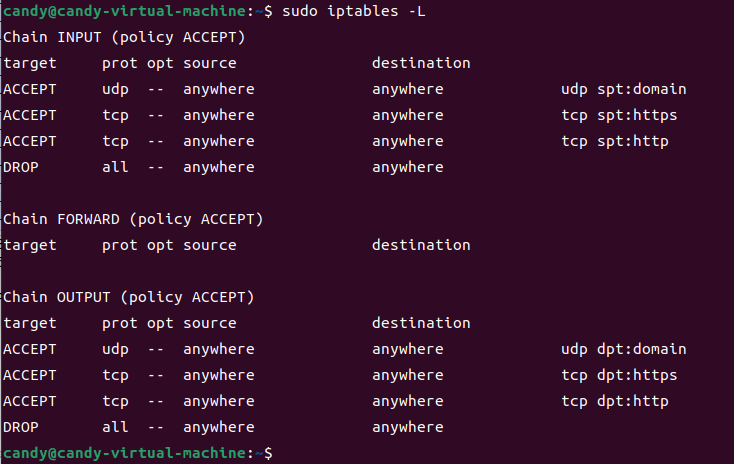 candy@candy-virtual-machine:~$ sudo iptables -L
Chain INPUT (policy ACCEPT)
target     prot opt source               destination
ACCEPT     udp  --  anywhere             anywhere             udp spt:domain
ACCEPT     tcp  --  anywhere             anywhere             tcp spt:https
ACCEPT     tcp  --  anywhere             anywhere             tcp spt:http
DROP       all  --  anywhere             anywhere

Chain FORWARD (policy ACCEPT)
target     prot opt source               destination

Chain OUTPUT (policy ACCEPT)
target     prot opt source               destination
ACCEPT     udp  --  anywhere             anywhere             udp dpt:domain
ACCEPT     tcp  --  anywhere             anywhere             tcp dpt:https
ACCEPT     tcp  --  anywhere             anywhere             tcp dpt:http
DROP       all  --  anywhere             anywhere
candy@candy-virtual-machine:~$